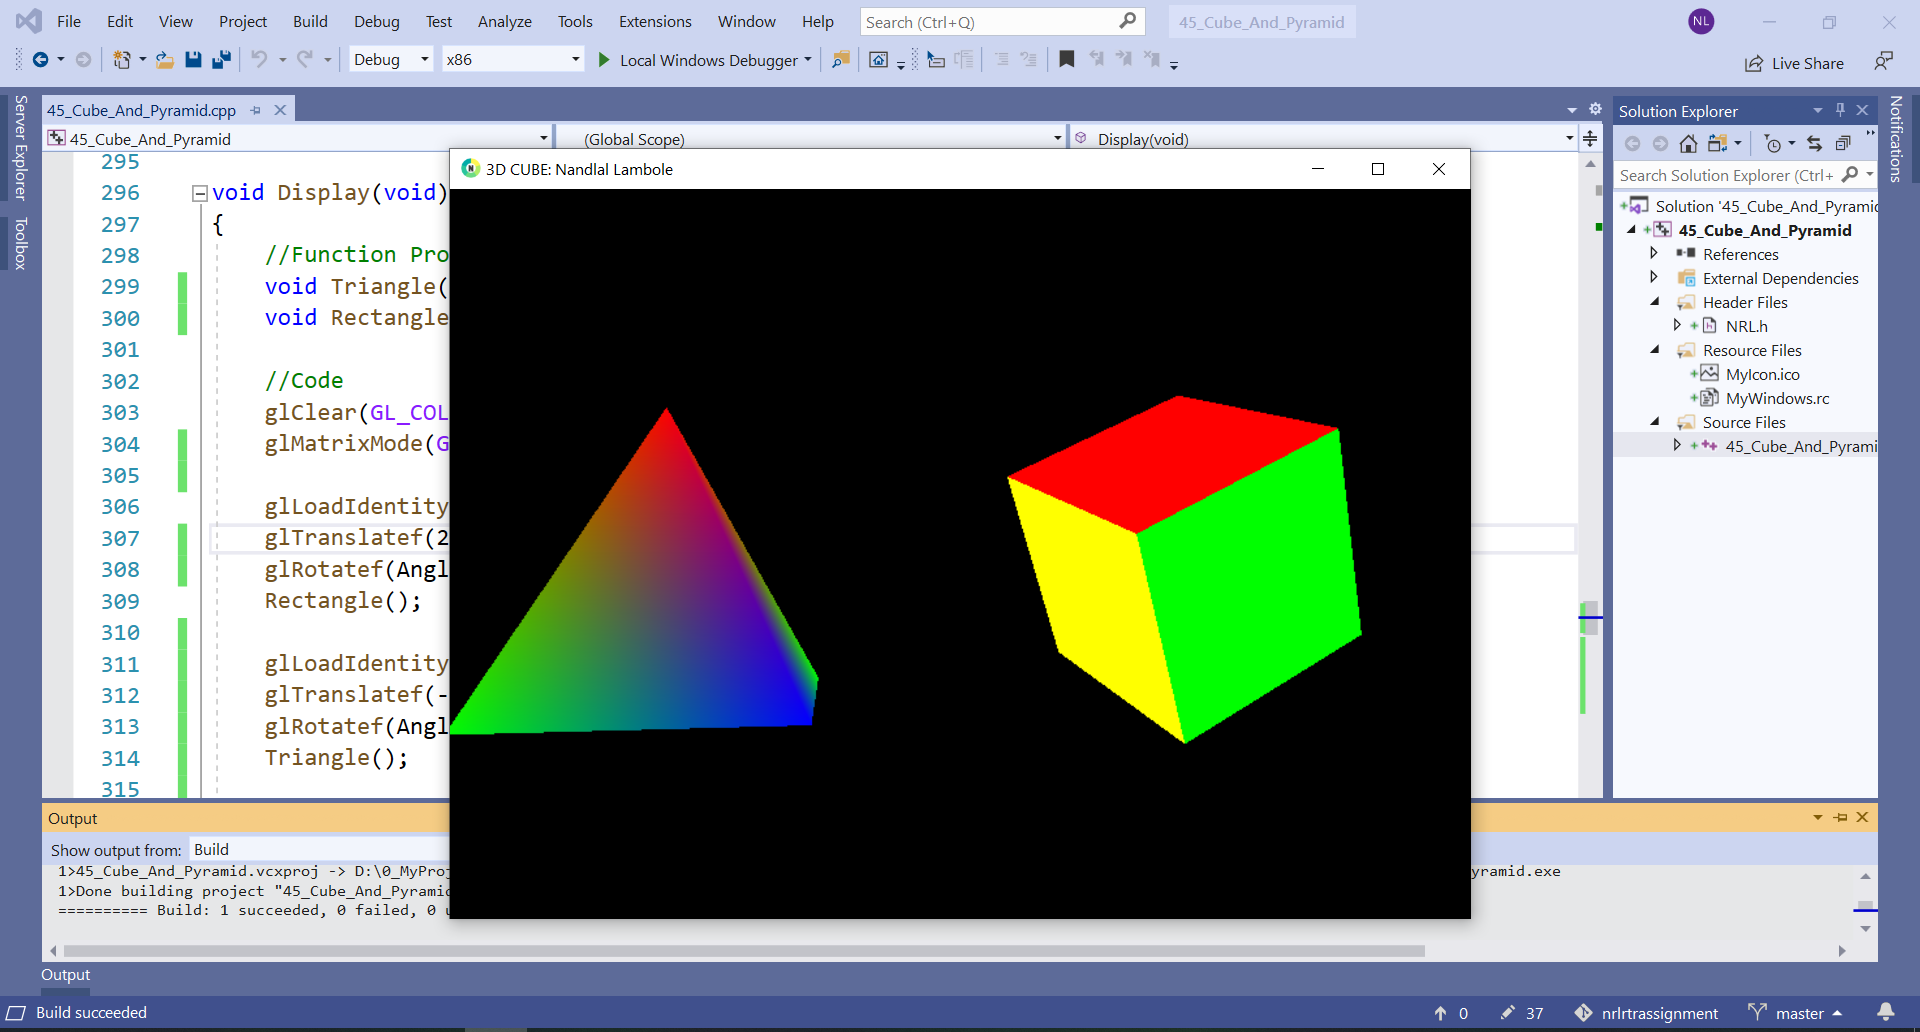 File Edit View Project Build Debug Test Analyze Tools Extensions Window Help Search (Ctrl+Q) 45_Cube_And_Pyramid NL
Debug x86 Local Windows Debugger Live Share
Server Explorer
Toolbox
45_Cube_And_Pyramid.cpp
45_Cube_And_Pyramid (Global Scope) Display(void)
3D CUBE: Nandlal Lambole
295
296 void Display(void)
297 {
298 //Function Pro
299 void Triangle(
300 void Rectangle
301
302 //Code
303 glClear(GL_COL
304 glMatrixMode(G
305
306 glLoadIdentity
307 glTranslatef(2
308 glRotatef(Angl
309 Rectangle();
310
311 glLoadIdentity
312 glTranslatef(-
313 glRotatef(Angl
314 Triangle();
315
Solution Explorer
Search Solution Explorer (Ctrl+
Solution '45_Cube_And_Pyramid
45_Cube_And_Pyramid
References
External Dependencies
Header Files
NRL.h
Resource Files
MyIcon.ico
MyWindows.rc
Source Files
45_Cube_And_Pyrami
Notifications
Output
Show output from: Build
1>45_Cube_And_Pyramid.vcxproj -> D:\0_MyProj yramid.exe
1>Done building project "45_Cube_And_Pyramid
========== Build: 1 succeeded, 0 failed, 0 u
Output
Build succeeded 0 37 nrlrtrassignment master